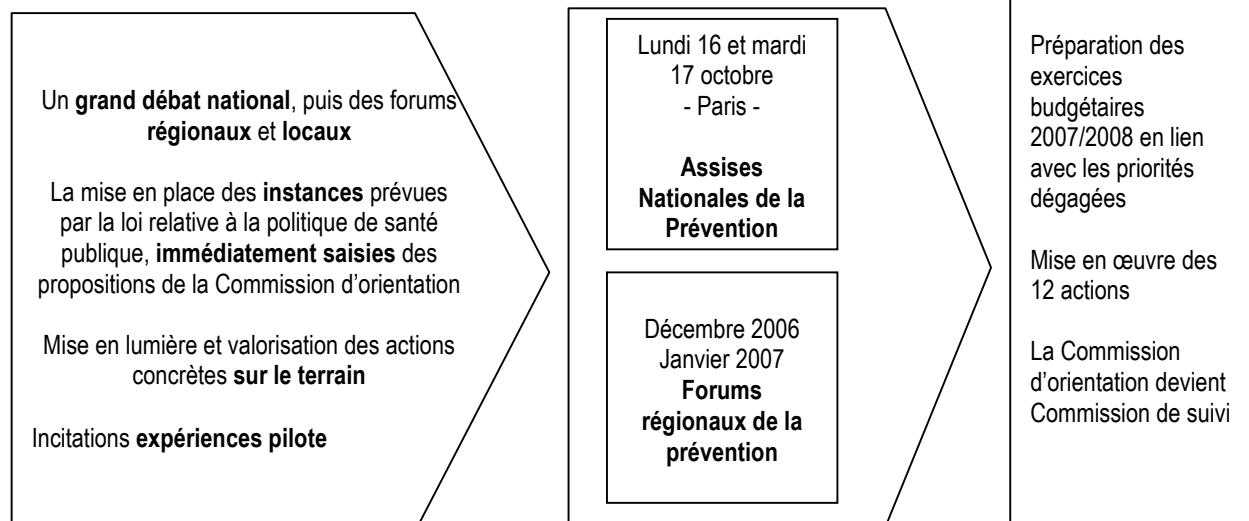 Un grand débat national, puis des forums
régionaux et locaux
La mise en place des instances prévues
par la loi relative à la politique de santé
publique, immédiatement saisies des
propositions de la Commission d'orientation
Mise en lumière et valorisation des actions
concrètes sur le terrain
Incitations expériences pilote
Lundi 16 et mardi
17 octobre
- Paris -
Assises
Nationales de la
Prévention
Décembre 2006
Janvier 2007
Forums
régionaux de la
prévention
Préparation des
exercices
budgétaires
2007/2008 en lien
avec les priorités
dégagées
Mise en œuvre des
12 actions
La Commission
d'orientation devient
Commission de suivi